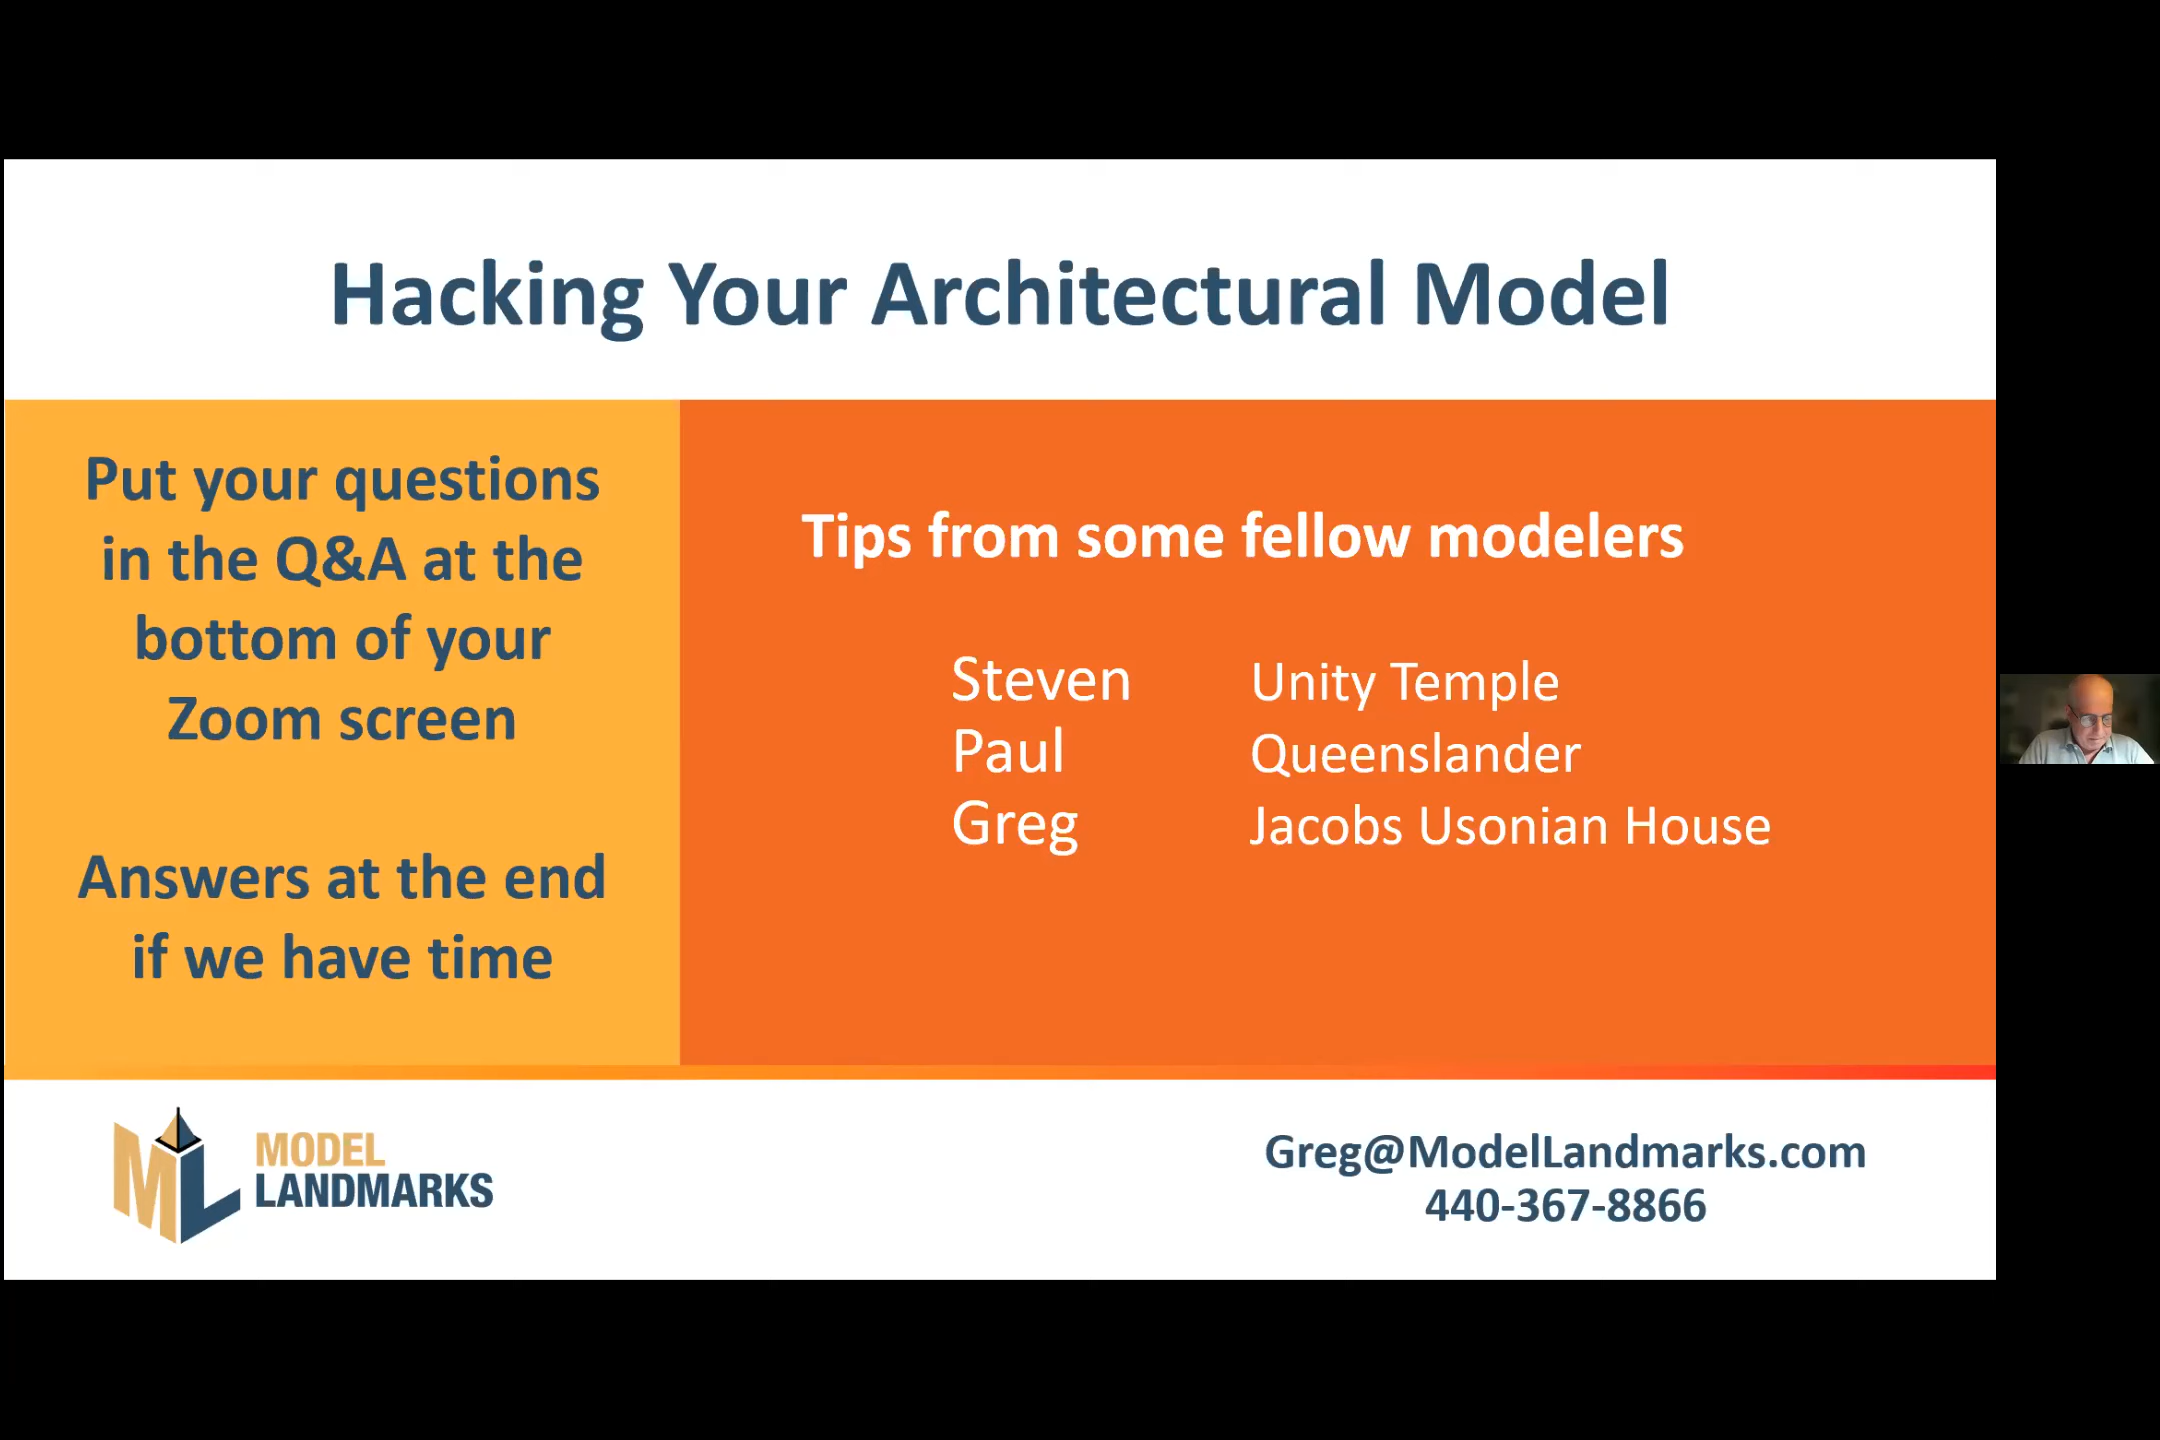 Hacking Your Architectural Model
Put your questions
in the Q&A at the
bottom of your
Zoom screen
Answers at the end
if we have time
Tips from some fellow modelers
Steven Unity Temple
Paul Queenslander
Greg Jacobs Usonian House
ML MODEL
LANDMARKS
Greg@ModelLandmarks.com
440-367-8866